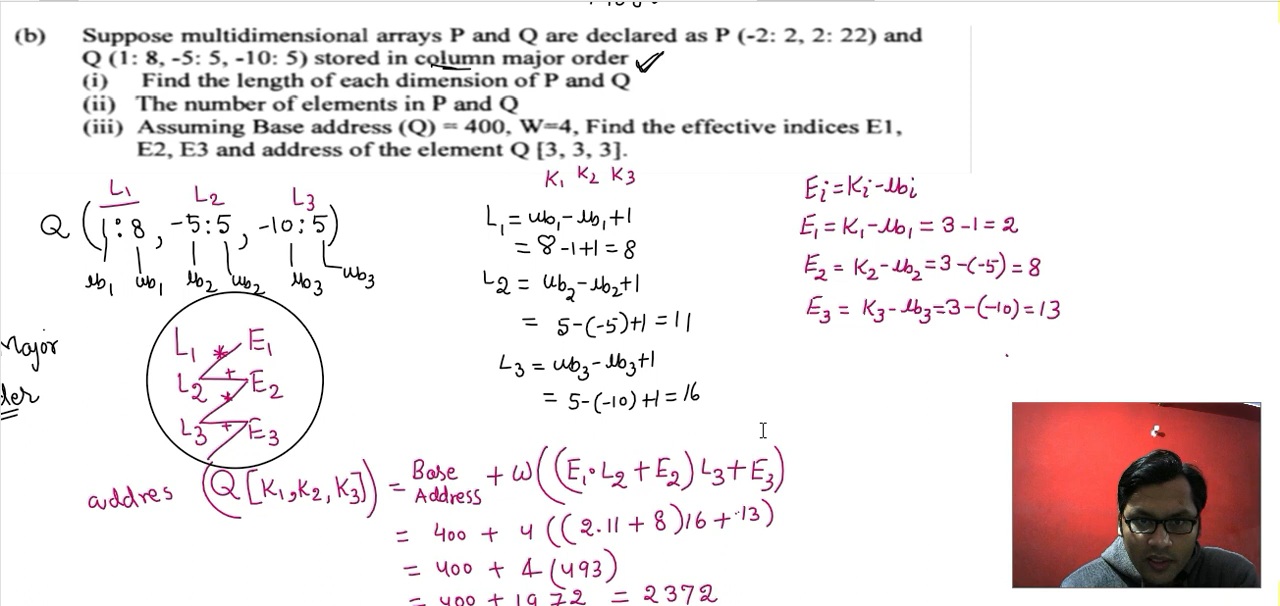 (b) Suppose multidimensional arrays P and Q are declared as P (-2: 2, 2: 22) and
Q (1: 8, -5: 5, -10: 5) stored in column major order ✓
(i) Find the length of each dimension of P and Q
(ii) The number of elements in P and Q
(iii) Assuming Base address (Q) = 400, W=4, Find the effective indices E1,
E2, E3 and address of the element Q [3, 3, 3].
K₁ K₂ K₃
L₁ L₂ L₃
Q (1:8, -5:5, -10:5)
lb₁ ub₁ lb₂ ub₂ lb₃ ub₃
L₁ = ub₁-lb₁+1
= 8-1+1 = 8
L₂ = ub₂-lb₂+1
= 5-(-5)+1 = 11
L₃ = ub₃-lb₃+1
= 5-(-10)+1 = 16
Ei = Ki-lbi
E₁ = K₁-lb₁ = 3-1 = 2
E₂ = K₂-lb₂ = 3-(-5) = 8
E₃ = K₃-lb₃ = 3-(-10) = 13
Major
L₁ * E₁
L₂ + * E₂
L₃ + E₃
addres (Q[K₁,K₂,K₃]) = Base Address + w((E₁·L₂+E₂)L₃+E₃)
= 400 + 4((2.11+8)16+13)
= 400 + 4(493)
= 400 + 1972 = 2372